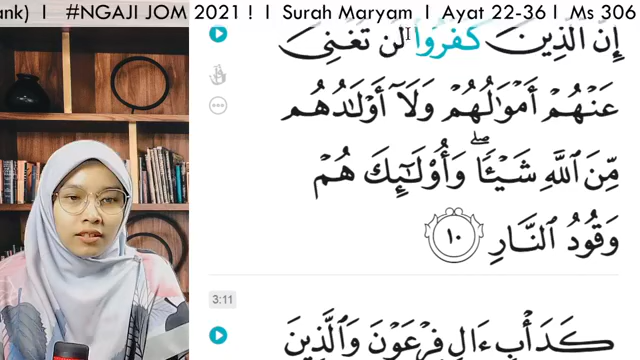 ank) I #NGAJI JOM 2021 ! I Surah Maryam I Ayat 22-36 I Ms 306
إِنَّ ٱلَّذِينَ كَفَرُوا۟ لَن تُغْنِىَ
عَنْهُمْ أَمْوَٰلُهُمْ وَلَآ أَوْلَـٰدُهُم
مِّنَ ٱللَّهِ شَيْـًٔا ۖ وَأُو۟لَـٰٓئِكَ هُمْ
وَقُودُ ٱلنَّارِ ١٠
3:11
كَدَأْبِ ءَالِ فِرْعَوْنَ وَٱلَّذِينَ